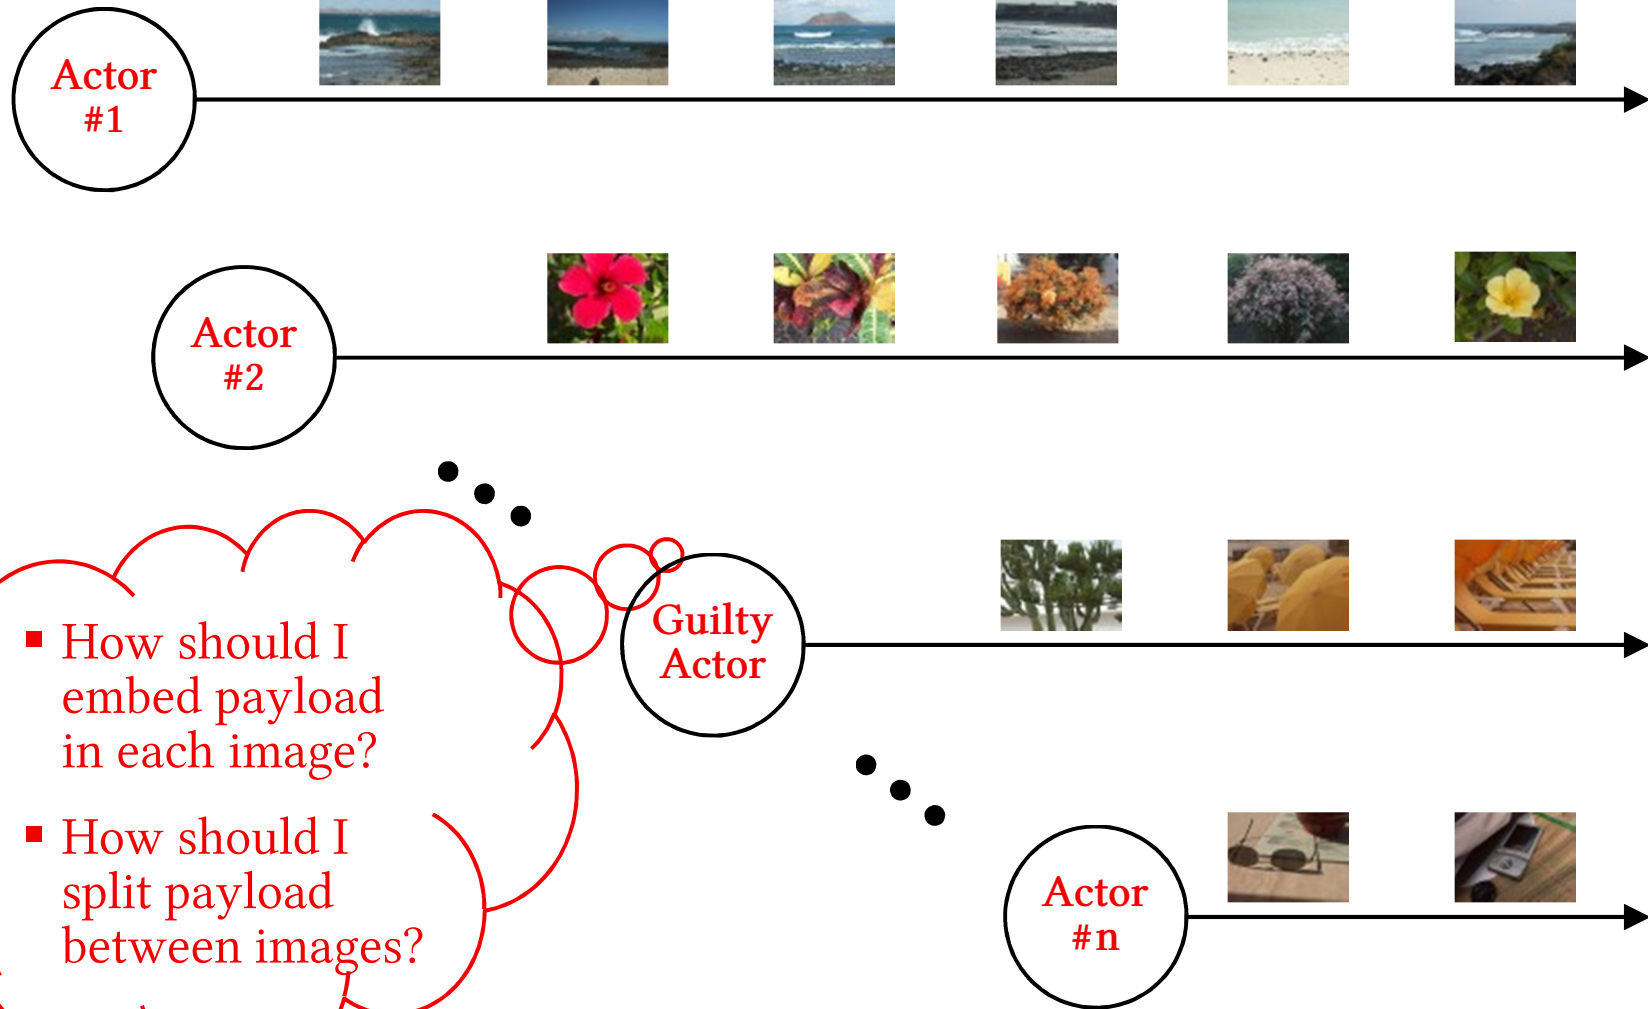 Actor
#1
Actor
#2
Guilty
Actor
▪ How should I
embed payload
in each image?
▪ How should I
split payload
between images?
Actor
#n